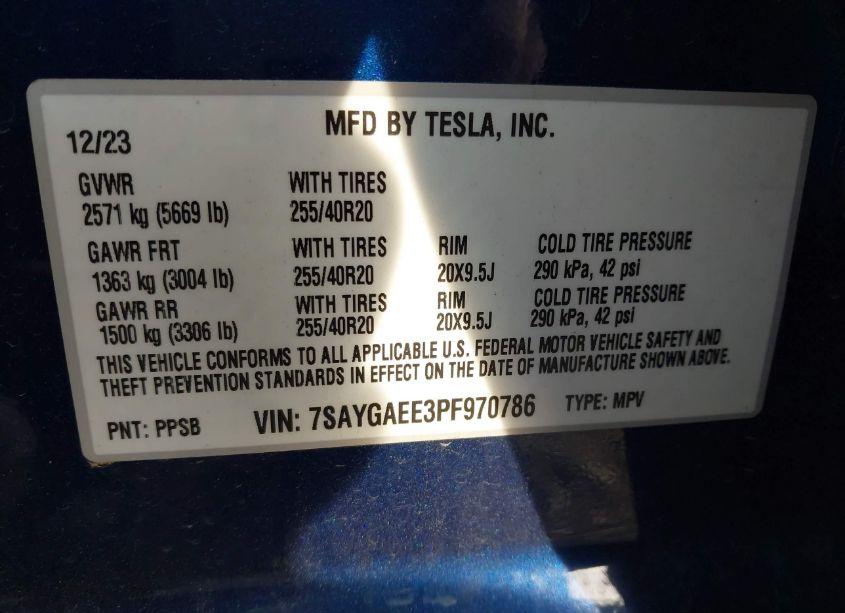 MFD BY TESLA, INC.
12/23
GVWR WITH TIRES
2571 kg (5669 lb) 255/40R20
GAWR FRT WITH TIRES RIM COLD TIRE PRESSURE
1363 kg (3004 lb) 255/40R20 20X9.5J 290 kPa, 42 psi
GAWR RR WITH TIRES RIM COLD TIRE PRESSURE
1500 kg (3306 lb) 255/40R20 20X9.5J 290 kPa, 42 psi
THIS VEHICLE CONFORMS TO ALL APPLICABLE U.S. FEDERAL MOTOR VEHICLE SAFETY AND
THEFT PREVENTION STANDARDS IN EFFECT ON THE DATE OF MANUFACTURE SHOWN ABOVE.
PNT: PPSB VIN: 7SAYGAEE3PF970786 TYPE: MPV